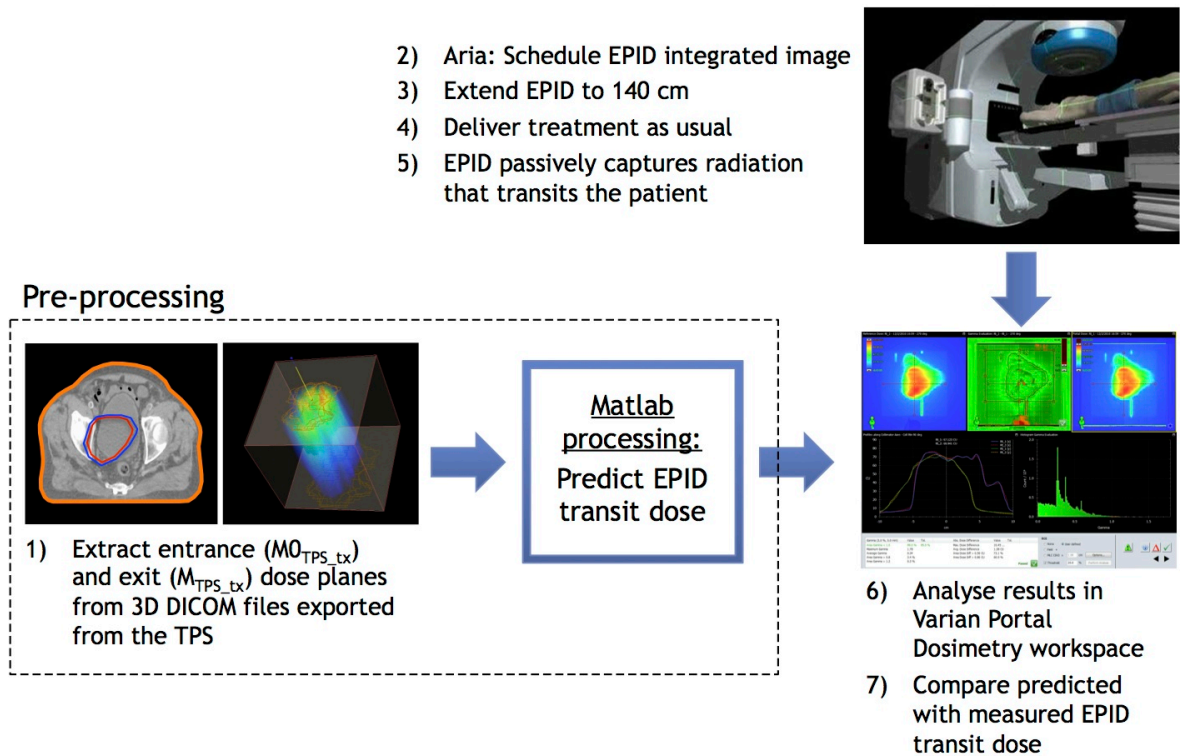 2) Aria: Schedule EPID integrated image
3) Extend EPID to 140 cm
4) Deliver treatment as usual
5) EPID passively captures radiation
that transits the patient
Pre-processing
1) Extract entrance (M0TPS_tx)
and exit (MTPS_tx) dose planes
from 3D DICOM files exported
from the TPS
Matlab
processing:
Predict EPID
transit dose
6) Analyse results in
Varian Portal
Dosimetry workspace
7) Compare predicted
with measured EPID
transit dose